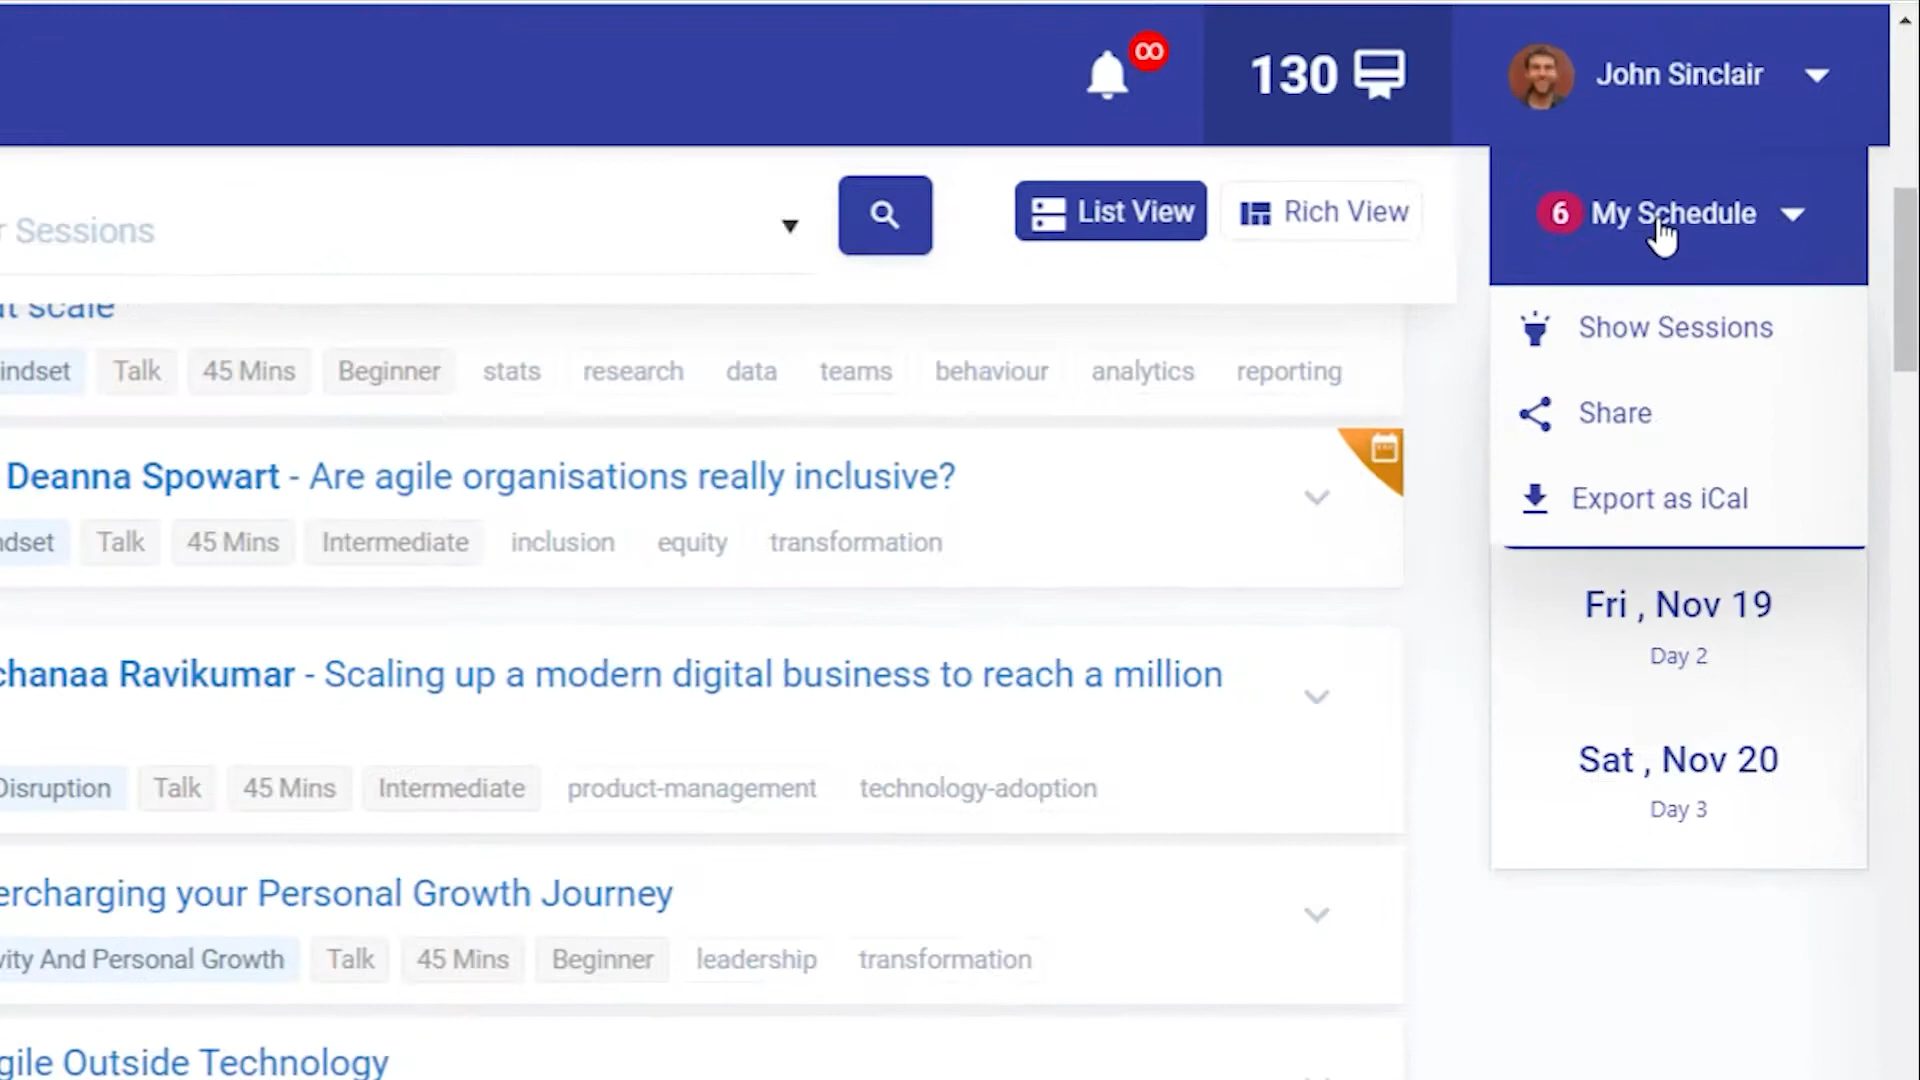 ∞
130
John Sinclair
r Sessions
List View
Rich View
6 My Schedule
Show Sessions
Share
Export as iCal
at scale
indset Talk 45 Mins Beginner stats research data teams behaviour analytics reporting
Deanna Spowart - Are agile organisations really inclusive?
ndset Talk 45 Mins Intermediate inclusion equity transformation
Fri , Nov 19
Day 2
chanaa Ravikumar - Scaling up a modern digital business to reach a million
Disruption Talk 45 Mins Intermediate product-management technology-adoption
Sat , Nov 20
Day 3
ercharging your Personal Growth Journey
vity And Personal Growth Talk 45 Mins Beginner leadership transformation
gile Outside Technology